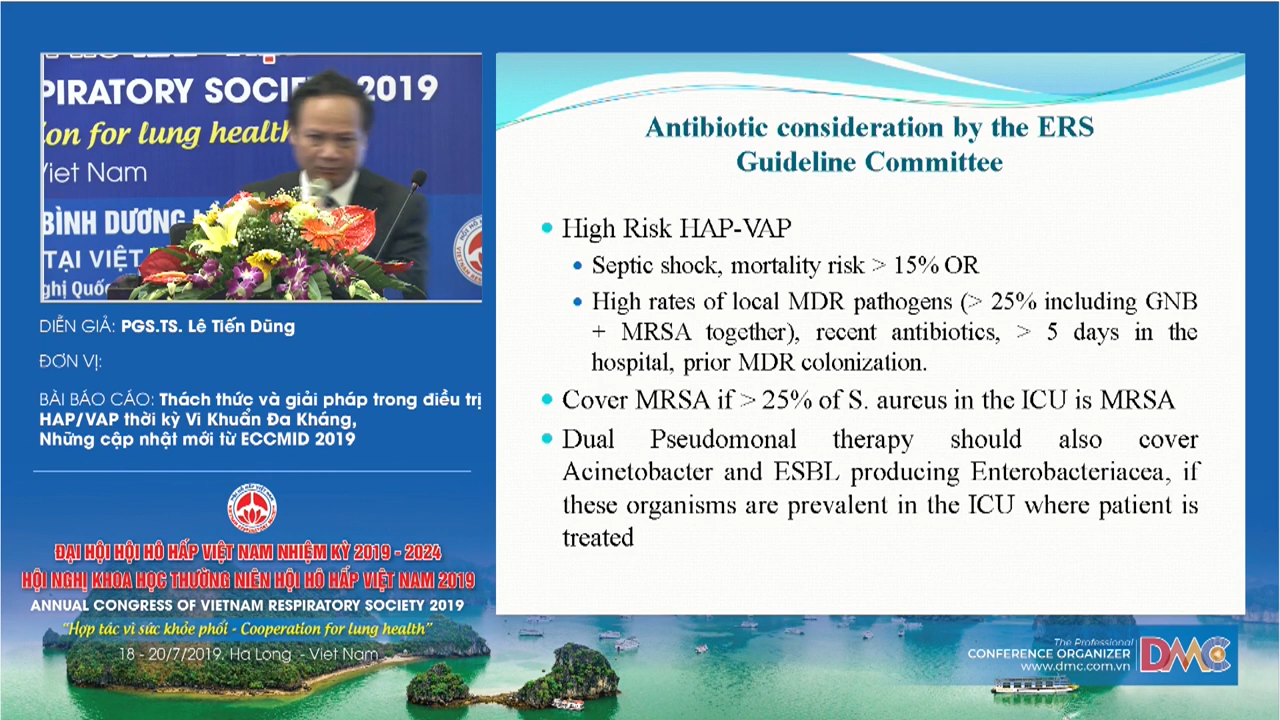 PIRATORY SOCIE 2019
ion for lung health
Viet Nam
BÌNH DƯƠNG
TẠI VIỆT
ghị Quốc
DIỄN GIẢ: PGS.TS. Lê Tiến Dũng
ĐƠN VỊ:
BÀI BÁO CÁO: Thách thức và giải pháp trong điều trị
HAP/VAP thời kỳ Vi Khuẩn Đa Kháng,
Những cập nhật mới từ ECCMID 2019
ĐẠI HỘI HỘI HÔ HẤP VIỆT NAM NHIỆM KỲ 2019 - 2024
HỘI NGHỊ KHOA HỌC THƯỜNG NIÊN HỘI HÔ HẤP VIỆT NAM 2019
ANNUAL CONGRESS OF VIETNAM RESPIRATORY SOCIETY 2019
“Hợp tác vì sức khỏe phổi - Cooperation for lung health”
18 - 20/7/2019. Ha Long - Viet Nam
Antibiotic consideration by the ERS
Guideline Committee
• High Risk HAP-VAP
• Septic shock, mortality risk > 15% OR
• High rates of local MDR pathogens (> 25% including GNB
+ MRSA together), recent antibiotics, > 5 days in the
hospital, prior MDR colonization.
• Cover MRSA if > 25% of S. aureus in the ICU is MRSA
• Dual Pseudomonal therapy should also cover
Acinetobacter and ESBL producing Enterobacteriacea, if
these organisms are prevalent in the ICU where patient is
treated
The Professional
CONFERENCE ORGANIZER
www.dmc.com.vn
DMC